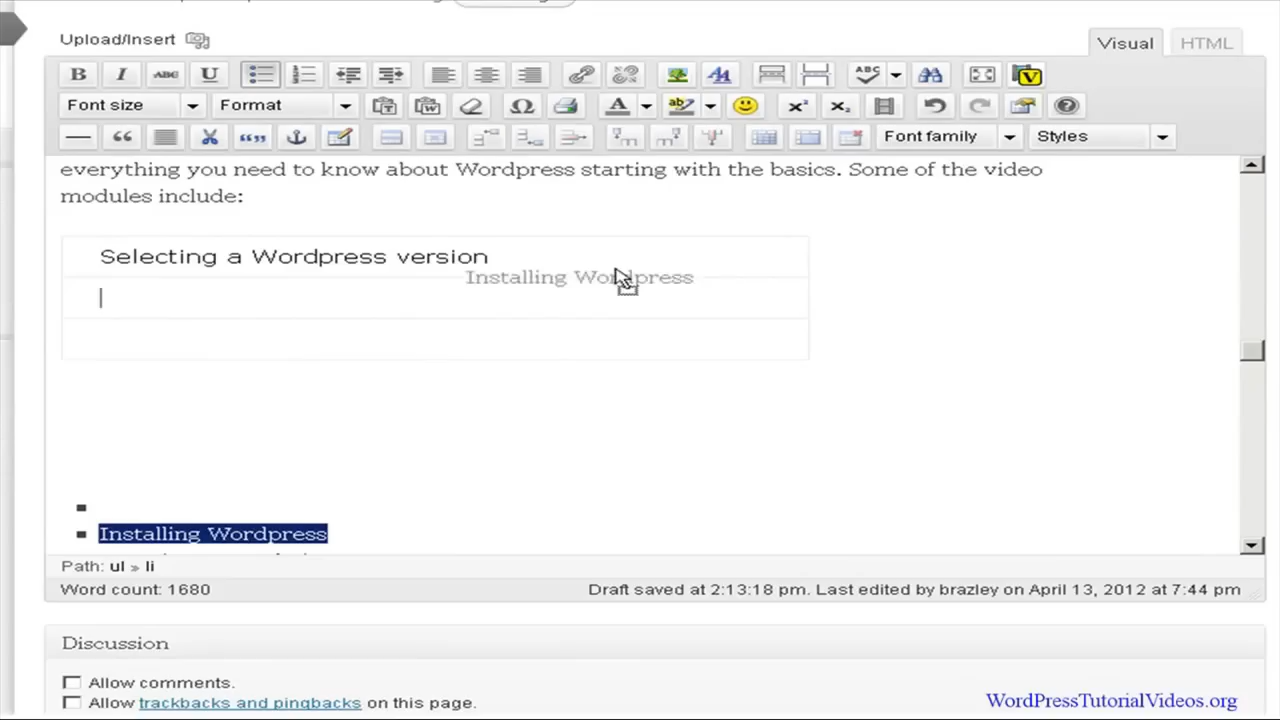 Upload/Insert
Visual
HTML
B I ABC U
ABC
Font size
Format
Font family
Styles
everything you need to know about Wordpress starting with the basics. Some of the video
modules include:
Selecting a Wordpress version
Installing Wordpress
Installing Wordpress
Path: ul » li
Word count: 1680
Draft saved at 2:13:18 pm. Last edited by brazley on April 13, 2012 at 7:44 pm
Discussion
Allow comments.
Allow trackbacks and pingbacks on this page.
WordPressTutorialVideos.org